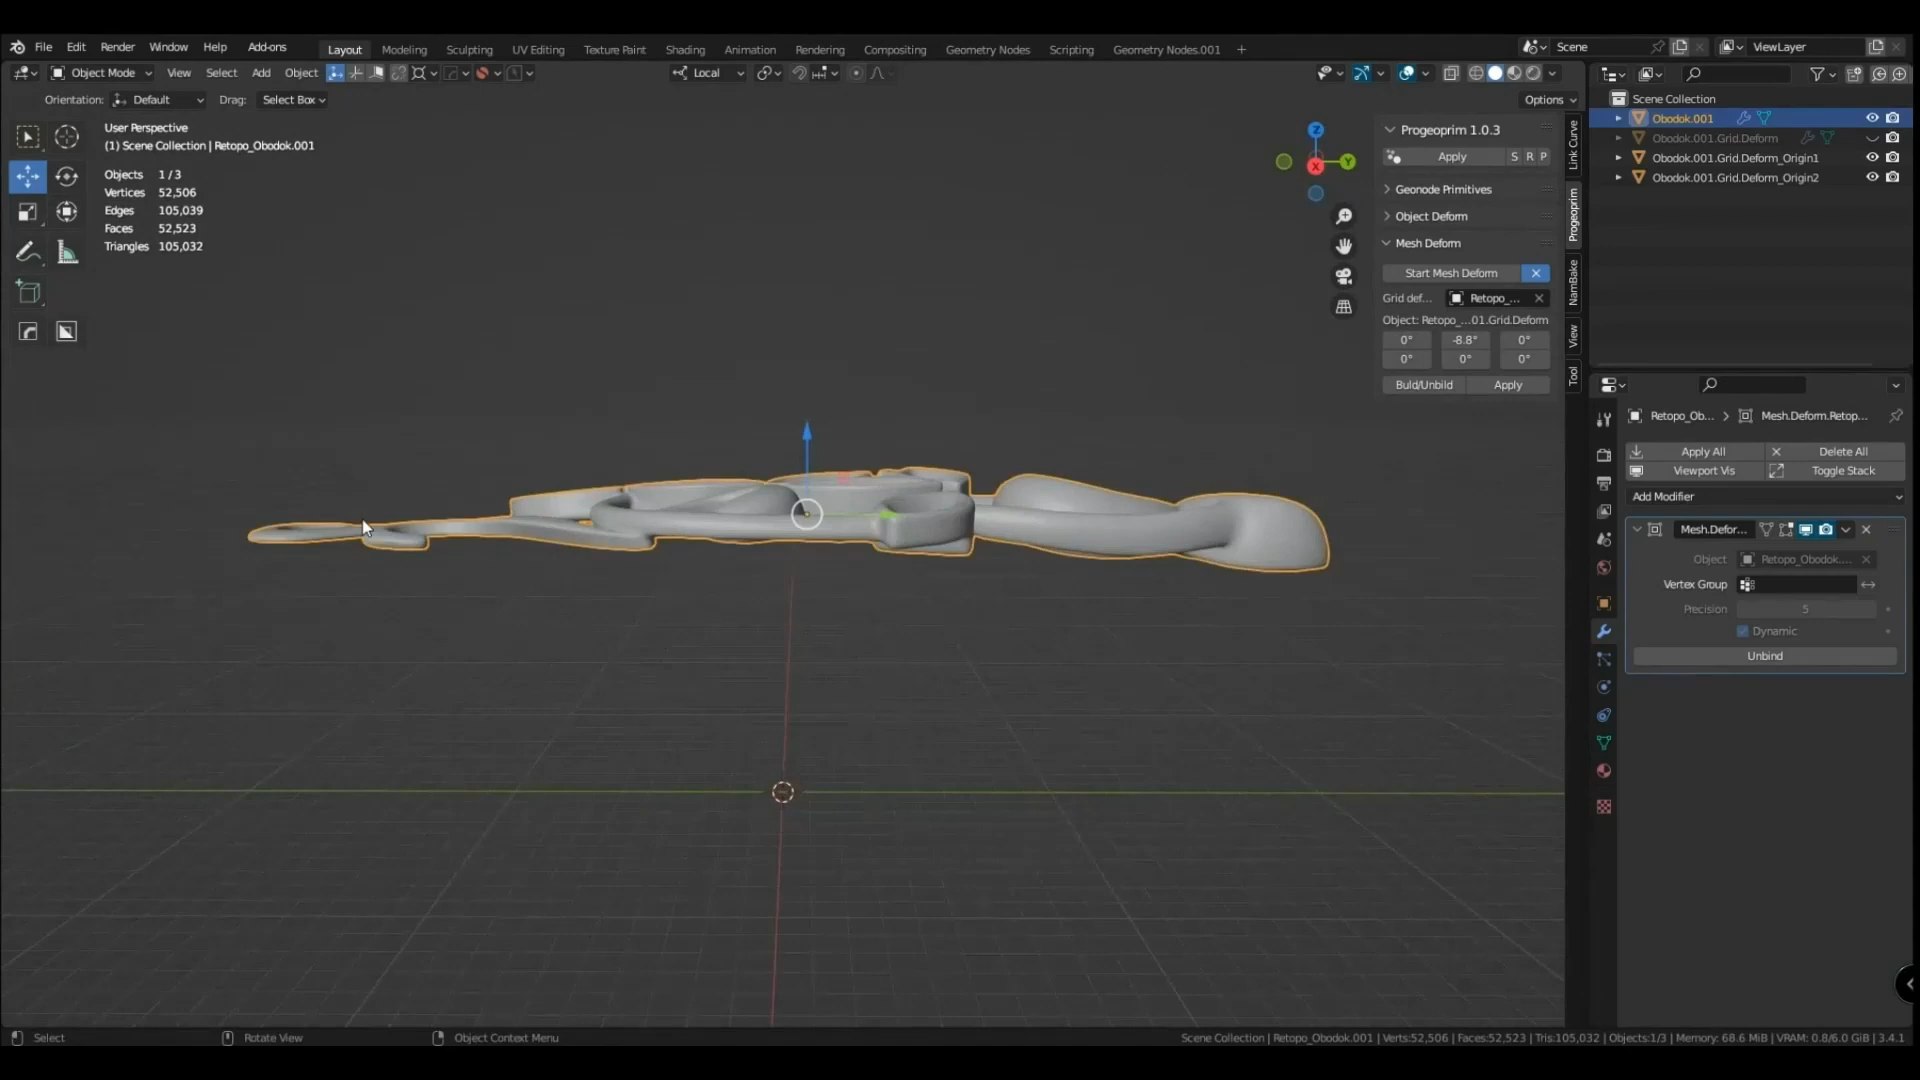 File Edit Render Window Help Add-ons Layout Modeling Sculpting UV Editing Texture Paint Shading Animation Rendering Compositing Geometry Nodes Scripting Geometry Nodes.001 + Scene ViewLayer
Object Mode View Select Add Object Local
Orientation: Default Drag: Select Box Options
User Perspective
(1) Scene Collection | Retopo_Obodok.001
Objects 1 / 3
Vertices 52,506
Edges 105,039
Faces 52,523
Triangles 105,032
Z
Y
X
Progeoprim 1.0.3
Apply S R P
Geonode Primitives
Object Deform
Mesh Deform
Start Mesh Deform
Grid def... Retopo_...
Object: Retopo_...01.Grid.Deform
0° -8.8° 0°
0° 0° 0°
Buld/Unbild Apply
Link Curve
Progeoprim
NamBake
View
Tool
Scene Collection
Obodok.001
Obodok.001.Grid.Deform
Obodok.001.Grid.Deform_Origin1
Obodok.001.Grid.Deform_Origin2
Retopo_Ob... > Mesh.Deform.Retop...
Apply All Delete All
Viewport Vis Toggle Stack
Add Modifier
Mesh.Defor...
Object Retopo_Obodok....
Vertex Group
Precision 5
Dynamic
Unbind
Select Rotate View Object Context Menu Scene Collection | Retopo_Obodok.001 | Verts:52,506 | Faces:52,523 | Tris:105,032 | Objects:1/3 | Memory: 68.6 MiB | VRAM: 0.8/6.0 GiB | 3.4.1